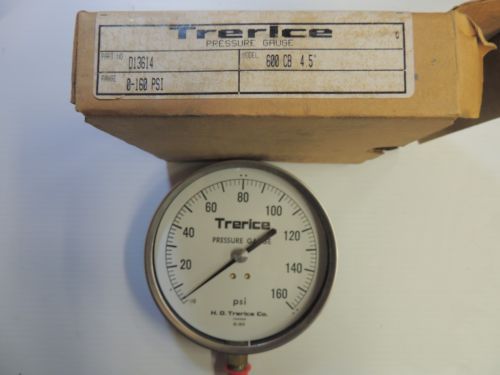 Trerice
PRESSURE GAUGE
PART NO. D13614 MODEL 600 CB 4.5"
RANGE 0-160 PSI
80
60 100
40 120
20 140
160
Trerice
PRESSURE GAUGE
psi
H. O. Trerice Co.